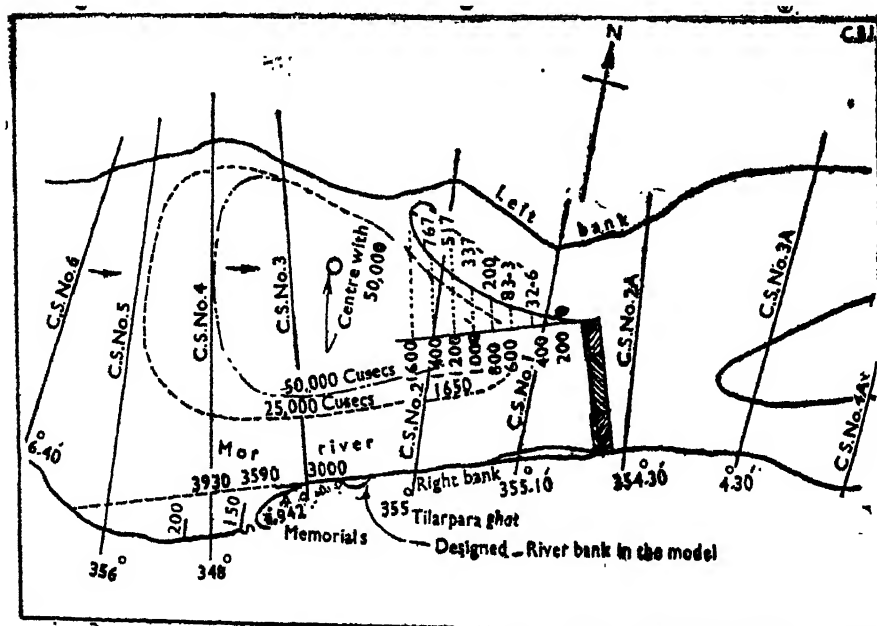 N
C.B.I.
Left bank
C.S.No.6
C.S.No.5
C.S.No.4
C.S.No.3
Centre with
50,000
767
517
337
200
83-3
32-6
C.S.No.2A
C.S.No.3A
C.S.No.4A
1600
1400
1200
1000
800
600
400
200
C.S.No.2
C.S.No.1
50,000 Cusecs
25,000 Cusecs
1650
6°.40'
Mor river
3930 3590 3000
200
150
Memorials
Right bank
355°
355.10'
354.30'
4.30'
Tilarpara ghat
Designed_River bank in the model
356°
348°